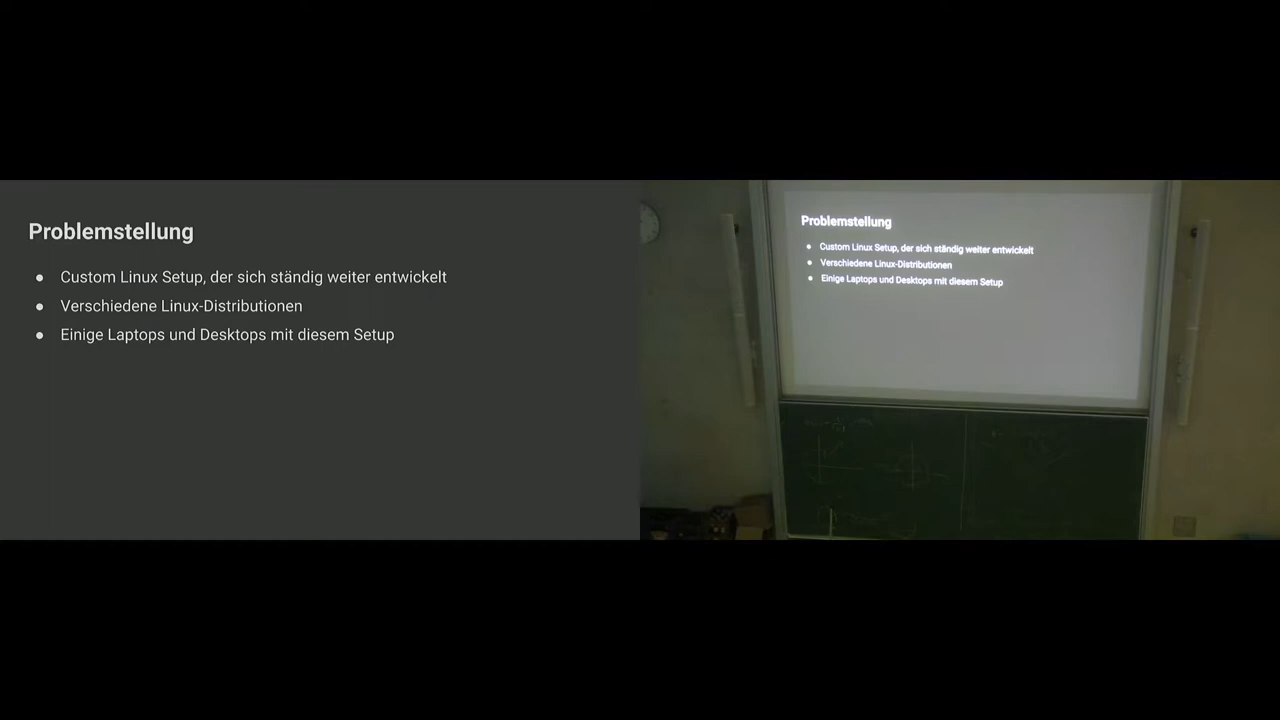 Problemstellung
● Custom Linux Setup, der sich ständig weiter entwickelt
● Verschiedene Linux-Distributionen
● Einige Laptops und Desktops mit diesem Setup
Problemstellung
● Custom Linux Setup, der sich ständig weiter entwickelt
● Verschiedene Linux-Distributionen
● Einige Laptops und Desktops mit diesem Setup